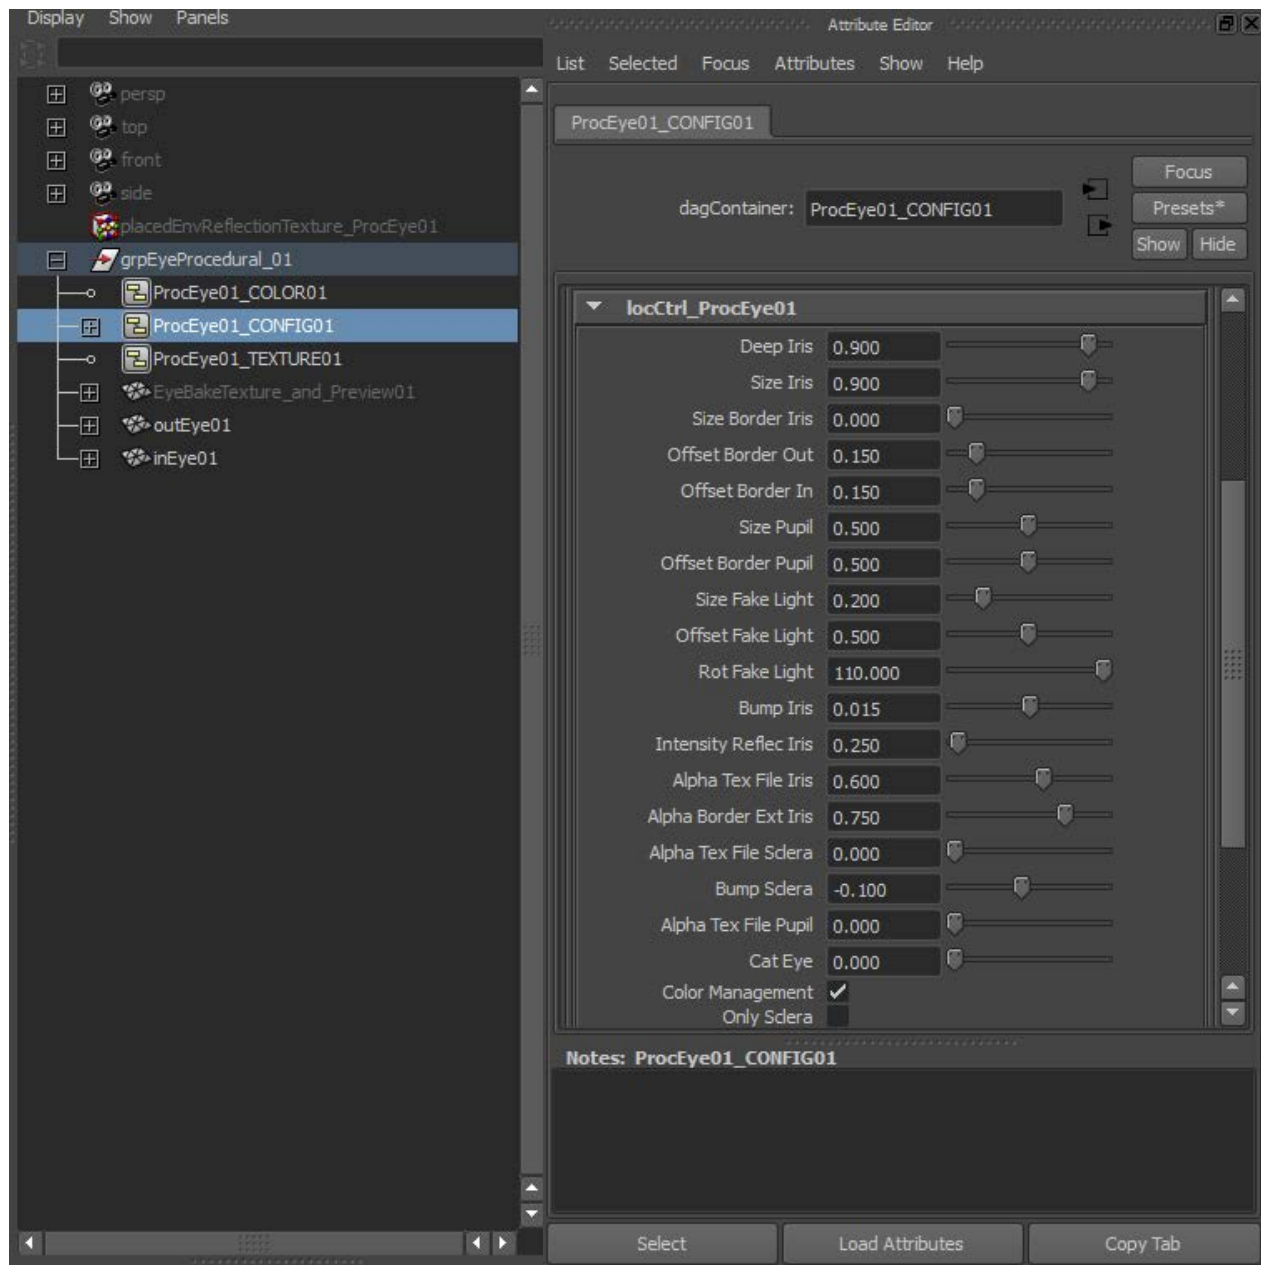 Display Show Panels
persp
top
front
side
placedEnvReflectionTexture_ProcEye01
grpEyeProcedural_01
ProcEye01_COLOR01
ProcEye01_CONFIG01
ProcEye01_TEXTURE01
EyeBakeTexture_and_Preview01
outEye01
inEye01
Attribute Editor
List Selected Focus Attributes Show Help
ProcEye01_CONFIG01
dagContainer: ProcEye01_CONFIG01
Focus
Presets*
Show Hide
locCtrl_ProcEye01
Deep Iris 0.900
Size Iris 0.900
Size Border Iris 0.000
Offset Border Out 0.150
Offset Border In 0.150
Size Pupil 0.500
Offset Border Pupil 0.500
Size Fake Light 0.200
Offset Fake Light 0.500
Rot Fake Light 110.000
Bump Iris 0.015
Intensity Reflec Iris 0.250
Alpha Tex File Iris 0.600
Alpha Border Ext Iris 0.750
Alpha Tex File Sclera 0.000
Bump Sclera -0.100
Alpha Tex File Pupil 0.000
Cat Eye 0.000
Color Management
Only Sclera
Notes: ProcEye01_CONFIG01
Select Load Attributes Copy Tab